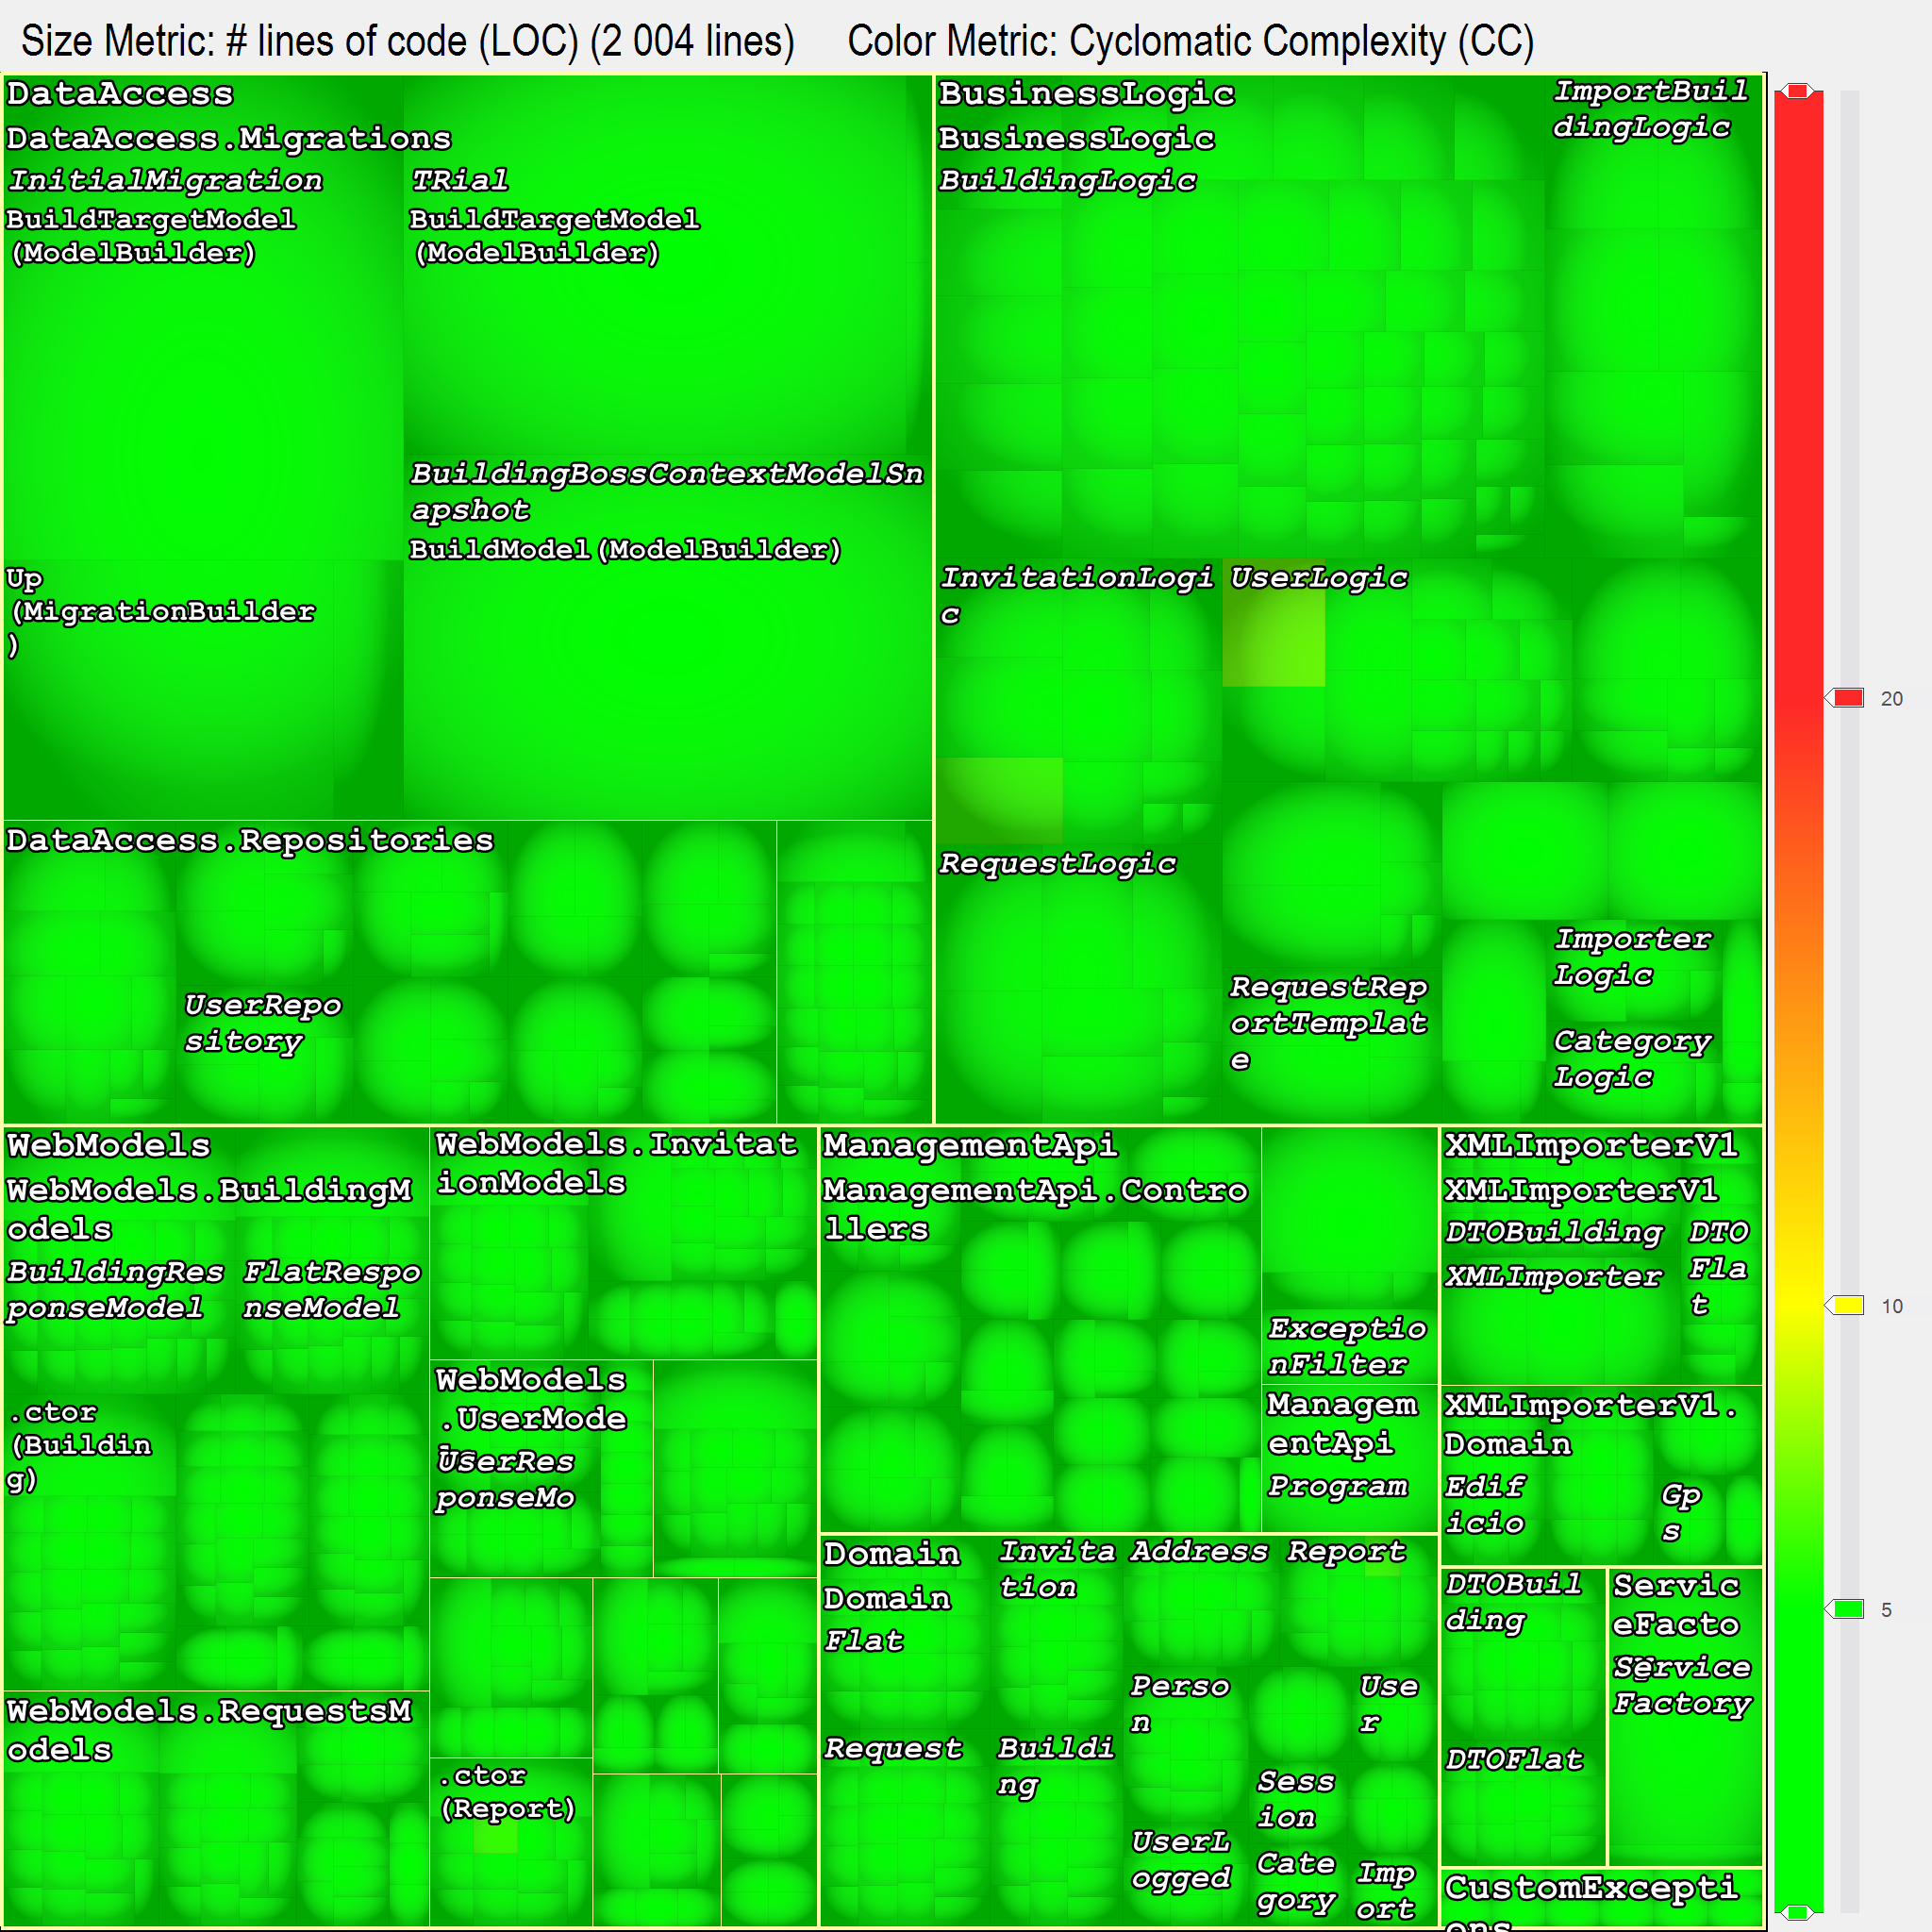 Size Metric: # lines of code (LOC) (2 004 lines)
Color Metric: Cyclomatic Complexity (CC)
DataAccess
DataAccess.Migrations
InitialMigration
BuildTargetModel
(ModelBuilder)
TRial
BuildTargetModel
(ModelBuilder)
BuildingBossContextModelSn
apshot
BuildModel(ModelBuilder)
Up
(MigrationBuilder
)
DataAccess.Repositories
UserRepo
sitory
BusinessLogic
BusinessLogic
BuildingLogic
ImportBuil
dingLogic
InvitationLogi
c
UserLogic
RequestLogic
RequestRep
ortTemplat
e
Importer
Logic
Category
Logic
WebModels
WebModels.BuildingM
odels
BuildingRes
ponseModel
FlatRespo
nseModel
.ctor
(Buildin
g)
WebModels.RequestsM
odels
WebModels.Invitat
ionModels
WebModels
.UserMode
UserRes
ponseMo
.ctor
(Report)
ManagementApi
ManagementApi.Contro
llers
Exceptio
nFilter
Managem
entApi
Program
Domain
Domain
Flat
Invita
tion
Address
Report
Request
Buildi
ng
Perso
n
Use
r
Sess
ion
UserL
ogged
Cate
gory
Imp
ort
XMLImporterV1
XMLImporterV1
DTOBuilding
XMLImporter
DTO
Fla
t
XMLImporterV1.
Domain
Edif
icio
Gp
s
DTOBuil
ding
DTOFlat
Servic
eFacto
Service
Factory
CustomExcepti
ons
20
10
5